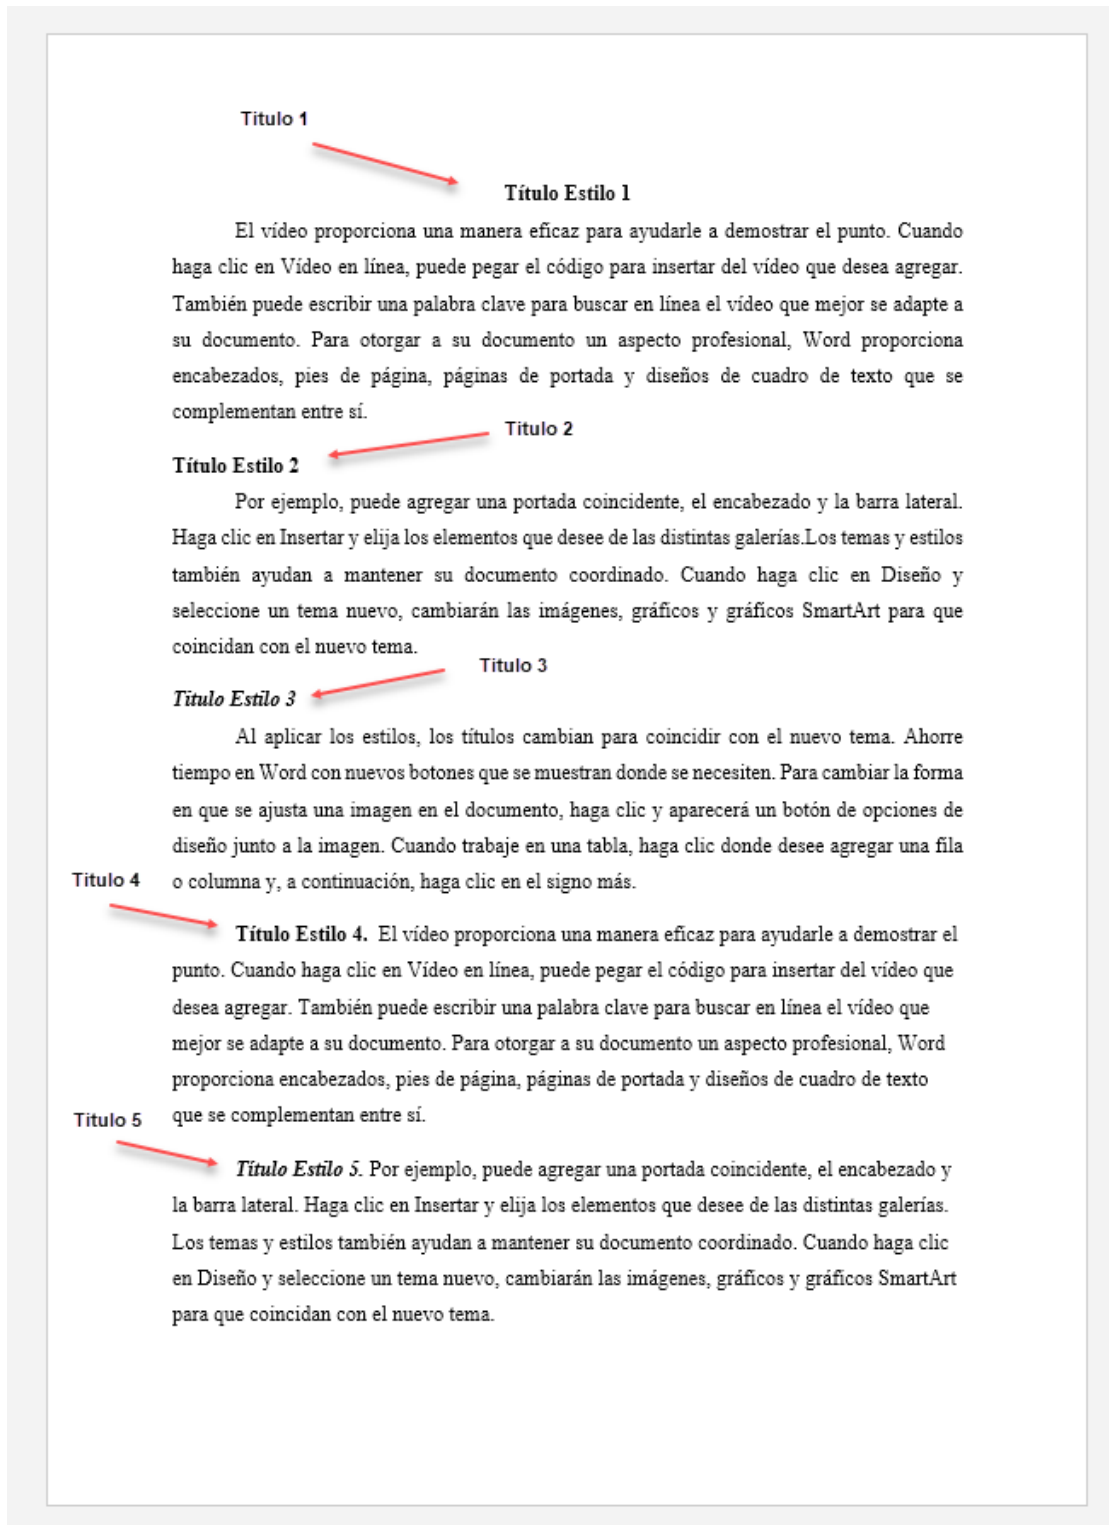 Titulo 1
Título Estilo 1
El vídeo proporciona una manera eficaz para ayudarle a demostrar el punto. Cuando
haga clic en Vídeo en línea, puede pegar el código para insertar del vídeo que desea agregar.
También puede escribir una palabra clave para buscar en línea el vídeo que mejor se adapte a
su documento. Para otorgar a su documento un aspecto profesional, Word proporciona
encabezados, pies de página, páginas de portada y diseños de cuadro de texto que se
complementan entre sí.
Titulo 2
Título Estilo 2
Por ejemplo, puede agregar una portada coincidente, el encabezado y la barra lateral.
Haga clic en Insertar y elija los elementos que desee de las distintas galerías.Los temas y estilos
también ayudan a mantener su documento coordinado. Cuando haga clic en Diseño y
seleccione un tema nuevo, cambiarán las imágenes, gráficos y gráficos SmartArt para que
coincidan con el nuevo tema.
Titulo 3
Titulo Estilo 3
Al aplicar los estilos, los títulos cambian para coincidir con el nuevo tema. Ahorre
tiempo en Word con nuevos botones que se muestran donde se necesiten. Para cambiar la forma
en que se ajusta una imagen en el documento, haga clic y aparecerá un botón de opciones de
diseño junto a la imagen. Cuando trabaje en una tabla, haga clic donde desee agregar una fila
o columna y, a continuación, haga clic en el signo más.
Titulo 4
Título Estilo 4. El vídeo proporciona una manera eficaz para ayudarle a demostrar el
punto. Cuando haga clic en Vídeo en línea, puede pegar el código para insertar del vídeo que
desea agregar. También puede escribir una palabra clave para buscar en línea el vídeo que
mejor se adapte a su documento. Para otorgar a su documento un aspecto profesional, Word
proporciona encabezados, pies de página, páginas de portada y diseños de cuadro de texto
que se complementan entre sí.
Titulo 5
Título Estilo 5. Por ejemplo, puede agregar una portada coincidente, el encabezado y
la barra lateral. Haga clic en Insertar y elija los elementos que desee de las distintas galerías.
Los temas y estilos también ayudan a mantener su documento coordinado. Cuando haga clic
en Diseño y seleccione un tema nuevo, cambiarán las imágenes, gráficos y gráficos SmartArt
para que coincidan con el nuevo tema.